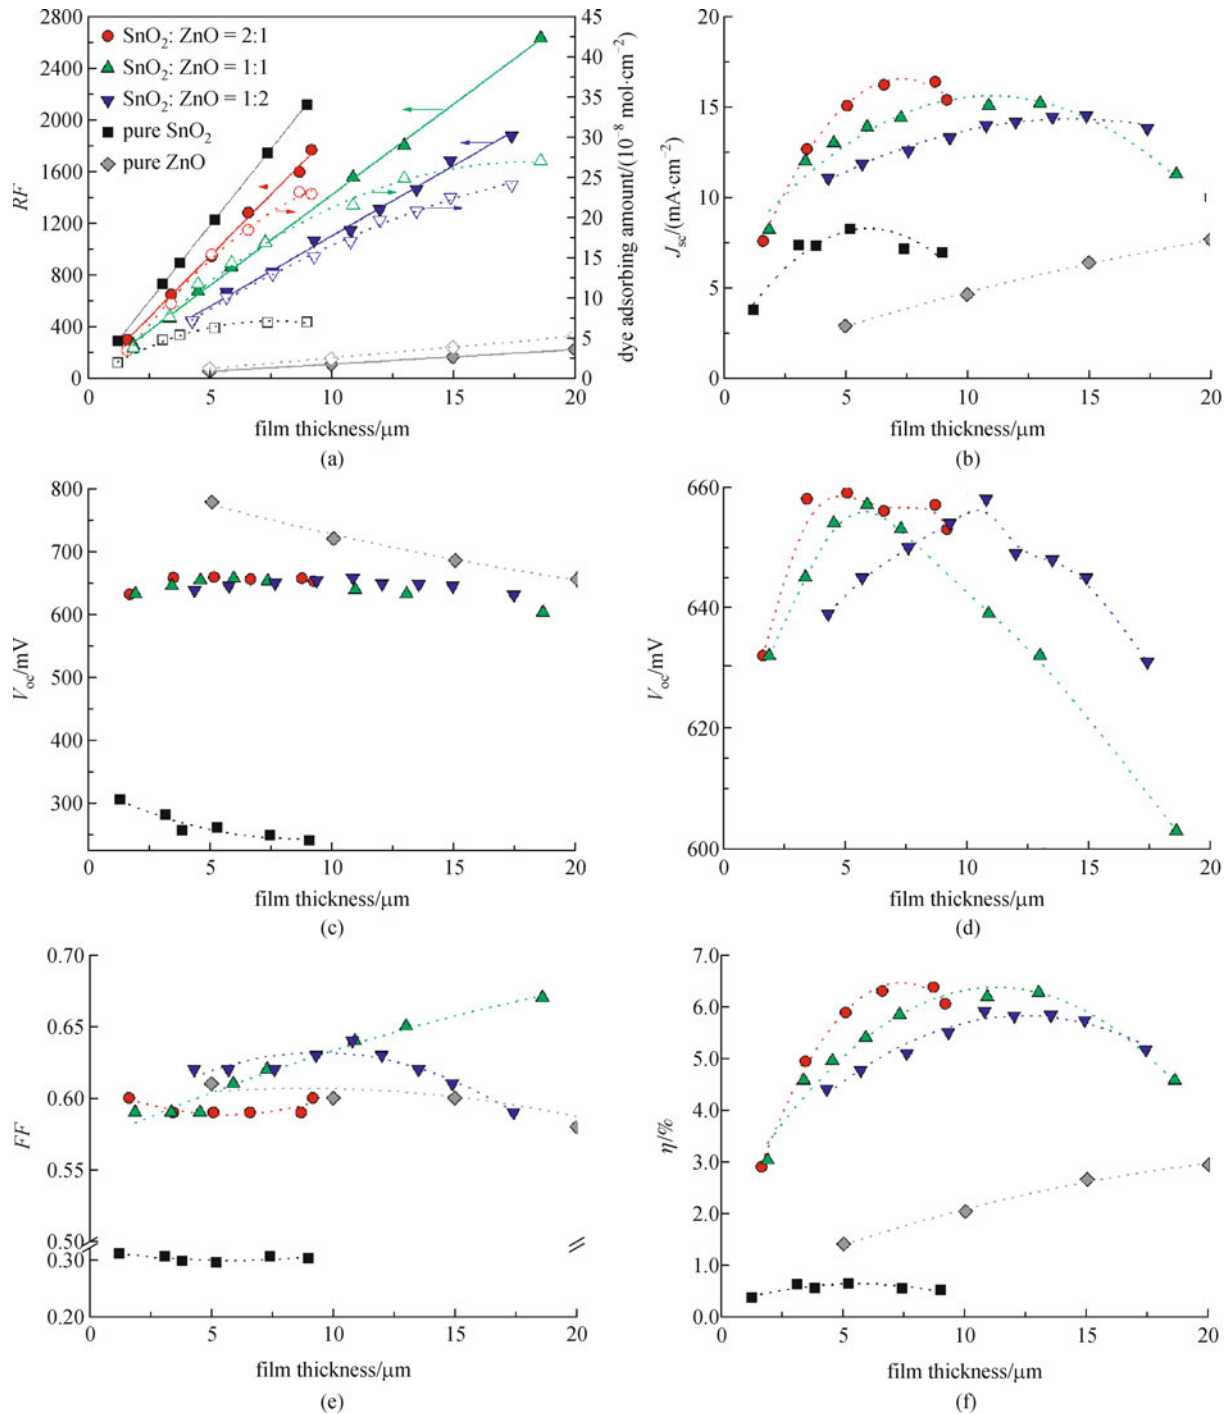 2800
2400
2000
1600
1200
800
400
0
RF
SnO2: ZnO = 2:1
SnO2: ZnO = 1:1
SnO2: ZnO = 1:2
pure SnO2
pure ZnO
45
40
35
30
25
20
15
10
5
0
dye adsorbing amount/(10−8 mol·cm−2)
0 5 10 15 20
film thickness/μm
(a)
20
15
10
5
0
Jsc/(mA·cm−2)
0 5 10 15 20
film thickness/μm
(b)
800
700
600
500
400
300
Voc/mV
0 5 10 15 20
film thickness/μm
(c)
660
640
620
600
Voc/mV
0 5 10 15 20
film thickness/μm
(d)
0.70
0.65
0.60
0.55
0.50
0.30
0.20
FF
0 5 10 15 20
film thickness/μm
(e)
7.0
6.0
5.0
4.0
3.0
2.0
1.0
0.0
η/%
0 5 10 15 20
film thickness/μm
(f)